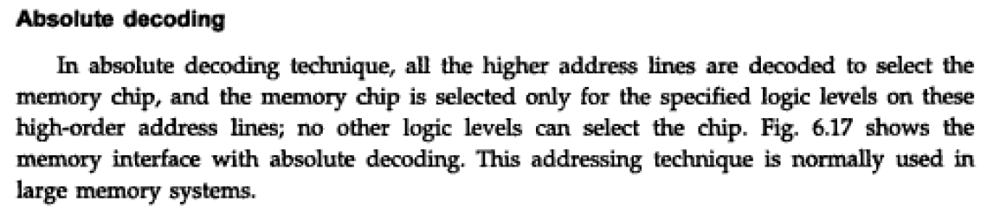 Absolute decoding
In absolute decoding technique, all the higher address lines are decoded to select the
memory chip, and the memory chip is selected only for the specified logic levels on these
high-order address lines; no other logic levels can select the chip. Fig. 6.17 shows the
memory interface with absolute decoding. This addressing technique is normally used in
large memory systems.